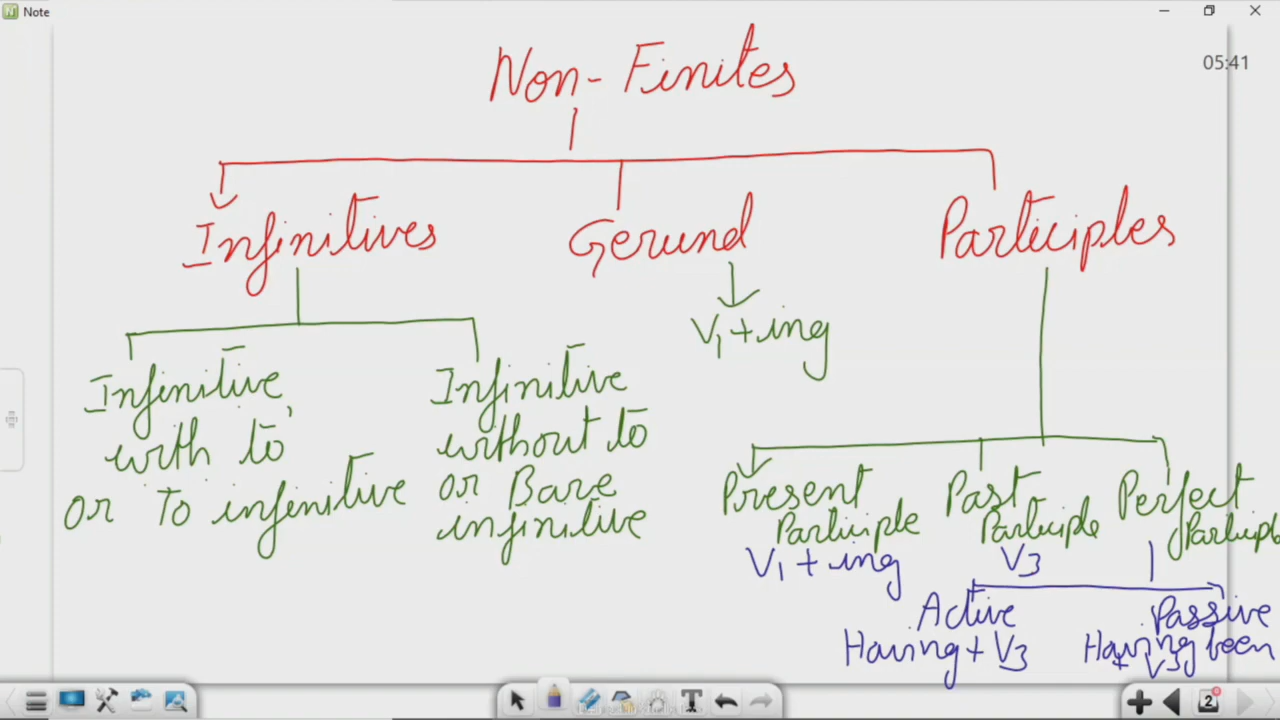 Note
05:41
Non-Finites
Infinitives Gerund Participles
V1 + ing
Infinitive
with to
or To infinitive
Infinitive
without to
or Bare
infinitive
Present
Participle
V1 + ing
Past
Participle
V3
Perfect
Participle
Active
Having + V3
Passive
Having been
+ V3
T
2